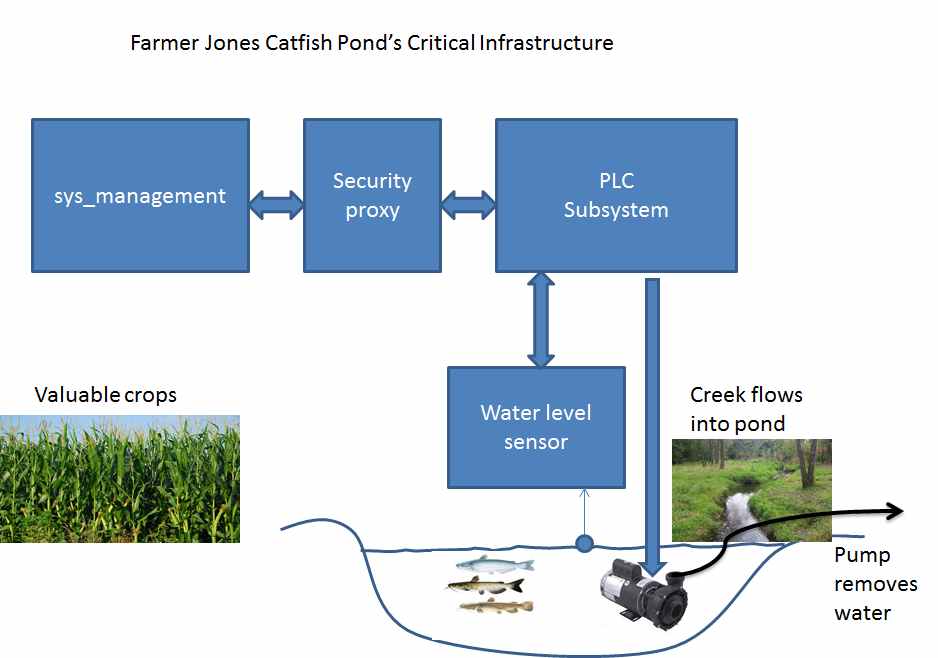 Farmer Jones Catfish Pond’s Critical Infrastructure
sys_management
Security
proxy
PLC
Subsystem
Valuable crops
Water level
sensor
Creek flows
into pond
Pump
removes
water